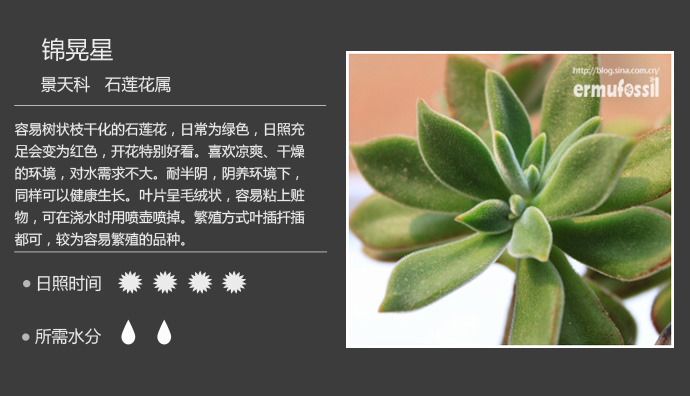 锦晃星
景天科 石莲花属
容易树状枝干化的石莲花，日常为绿色，日照充
足会变为红色，开花特别好看。喜欢凉爽、干燥
的环境，对水需求不大。耐半阴，阴养环境下，
同样可以健康生长。叶片呈毛绒状，容易粘上赃
物，可在浇水时用喷壶喷掉。繁殖方式叶插扦插
都可，较为容易繁殖的品种。
日照时间
所需水分
http://blog.sina.com.cn/
ermufossil